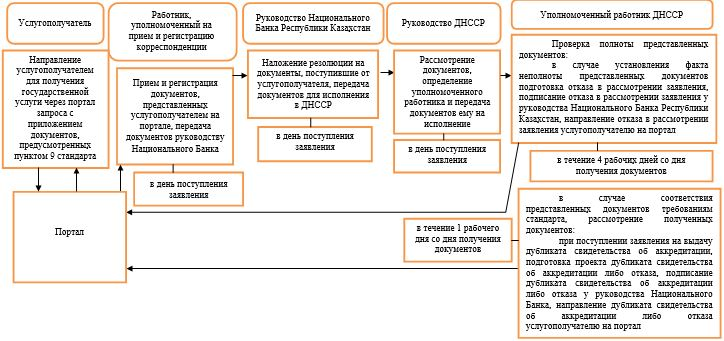 Услугополучатель
Работник,
уполномоченный на
прием и регистрацию
корреспонденции
Руководство Национального
Банка Республики Казахстан
Руководство ДНССР
Уполномоченный работник ДНССР
Направление
услугополучателем
для получения
государственной
услуги через портал
запроса с
приложением
документов,
предусмотренных
пунктом 9 стандарта
Прием и регистрация
документов,
представленных
услугополучателем на
портале, передача
документов руководству
Национального Банка
в день поступления
заявления
Наложение резолюции на
документы, поступившие от
услугополучателя, передача
документов для исполнения
в ДНССР
в день поступления
заявления
Рассмотрение
документов,
определение
уполномоченного
работника и передача
документов ему на
исполнение
в день поступления
заявления
Проверка полноты представленных
документов:
в случае установления факта
неполноты представленных документов
подготовка отказа в рассмотрении заявления,
подписание отказа в рассмотрении заявления у
руководства Национального Банка Республики
Казахстан, направление отказа в рассмотрении
заявления услугополучателю на портал
в течение 4 рабочих дней со дня
получения документов
Портал
в течение 1 рабочего
дня со дня получения
документов
в случае соответствия
представленных документов требованиям
стандарта, рассмотрение полученных
документов:
при поступлении заявления на выдачу
дубликата свидетельства об аккредитации,
подготовка проекта дубликата свидетельства
об аккредитации либо отказа, подписание
дубликата свидетельства об аккредитации
либо отказа у руководства Национального
Банка, направление дубликата свидетельства
об аккредитации либо отказа
услугополучателю на портал